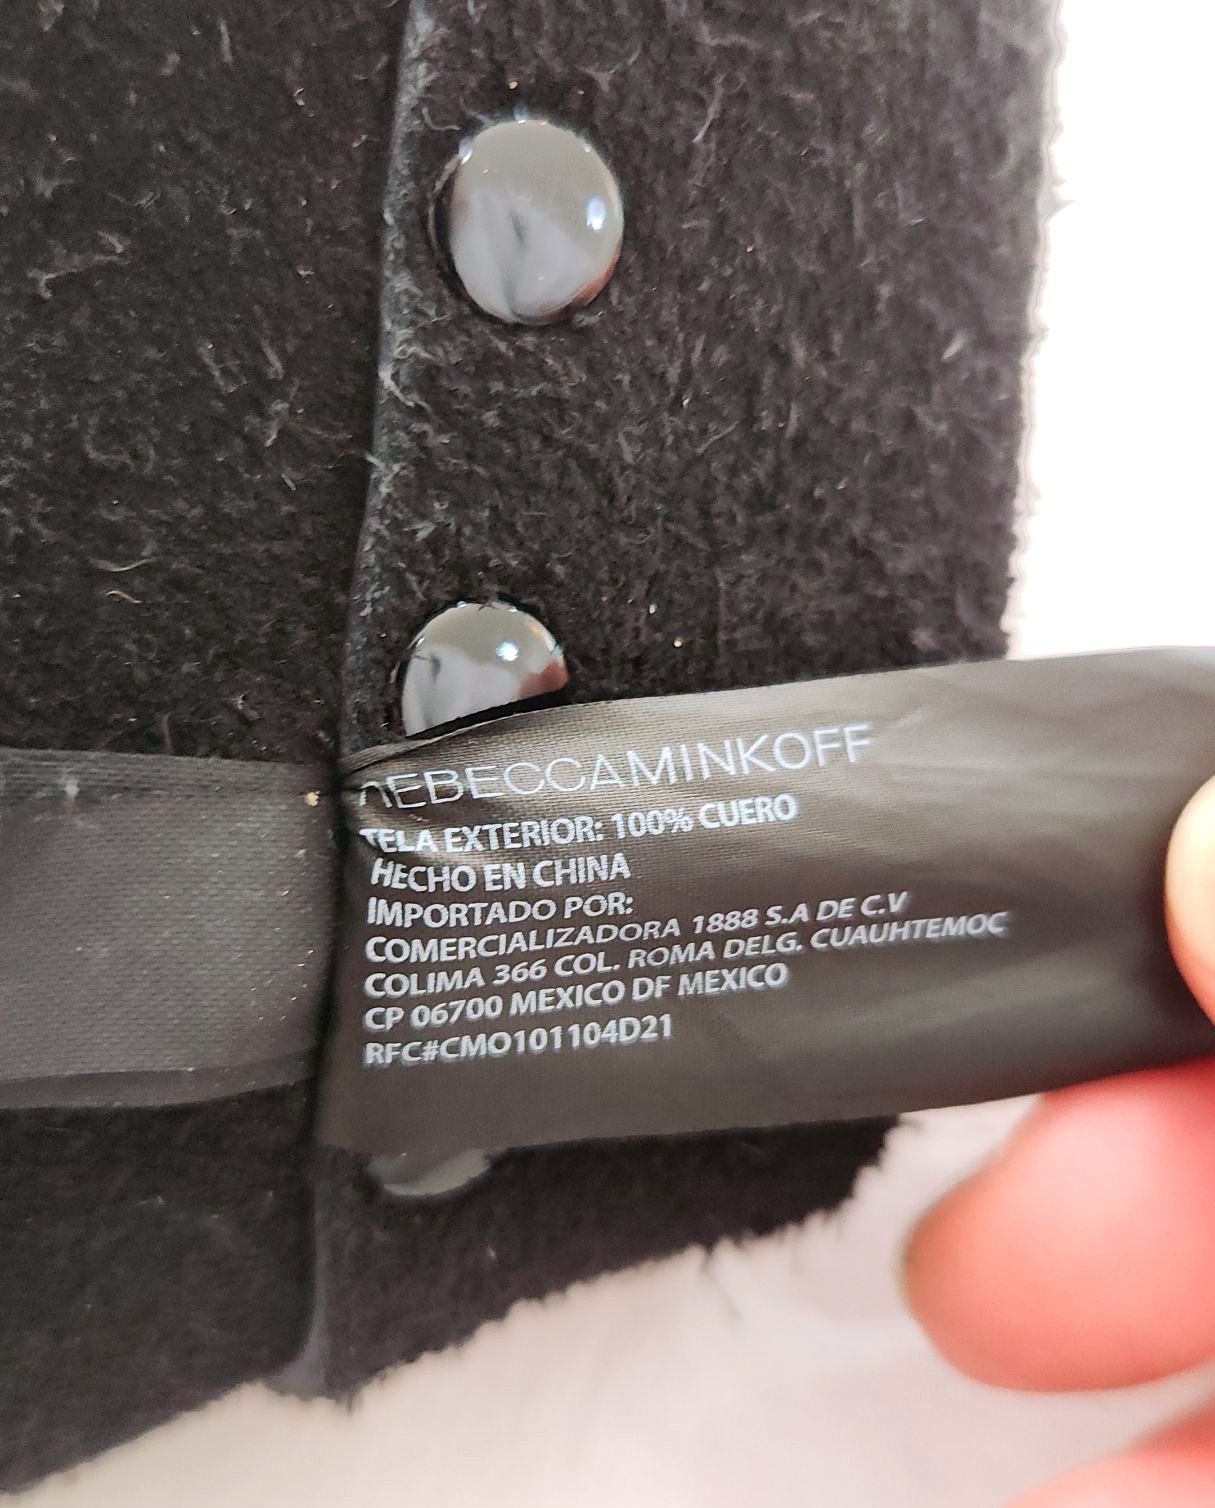 REBECCAMINKOFF
TELA EXTERIOR: 100% CUERO
HECHO EN CHINA
IMPORTADO POR:
COMERCIALIZADORA 1888 S.A DE C.V
COLIMA 366 COL. ROMA DELG. CUAUHTEMOC
CP 06700 MEXICO DF MEXICO
RFC#CMO101104D21